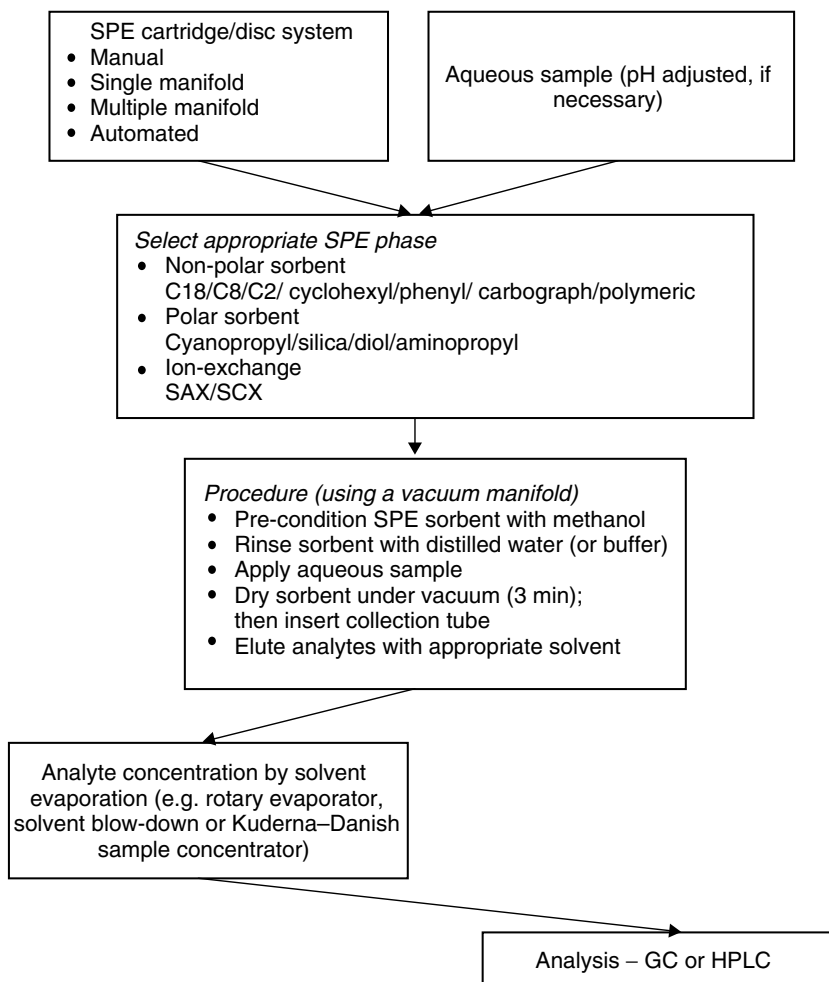 SPE cartridge/disc system
• Manual
• Single manifold
• Multiple manifold
• Automated
Aqueous sample (pH adjusted, if
necessary)
Select appropriate SPE phase
• Non-polar sorbent
C18/C8/C2/ cyclohexyl/phenyl/ carbograph/polymeric
• Polar sorbent
Cyanopropyl/silica/diol/aminopropyl
• Ion-exchange
SAX/SCX
Procedure (using a vacuum manifold)
• Pre-condition SPE sorbent with methanol
• Rinse sorbent with distilled water (or buffer)
• Apply aqueous sample
• Dry sorbent under vacuum (3 min);
then insert collection tube
• Elute analytes with appropriate solvent
Analyte concentration by solvent
evaporation (e.g. rotary evaporator,
solvent blow-down or Kuderna–Danish
sample concentrator)
Analysis – GC or HPLC